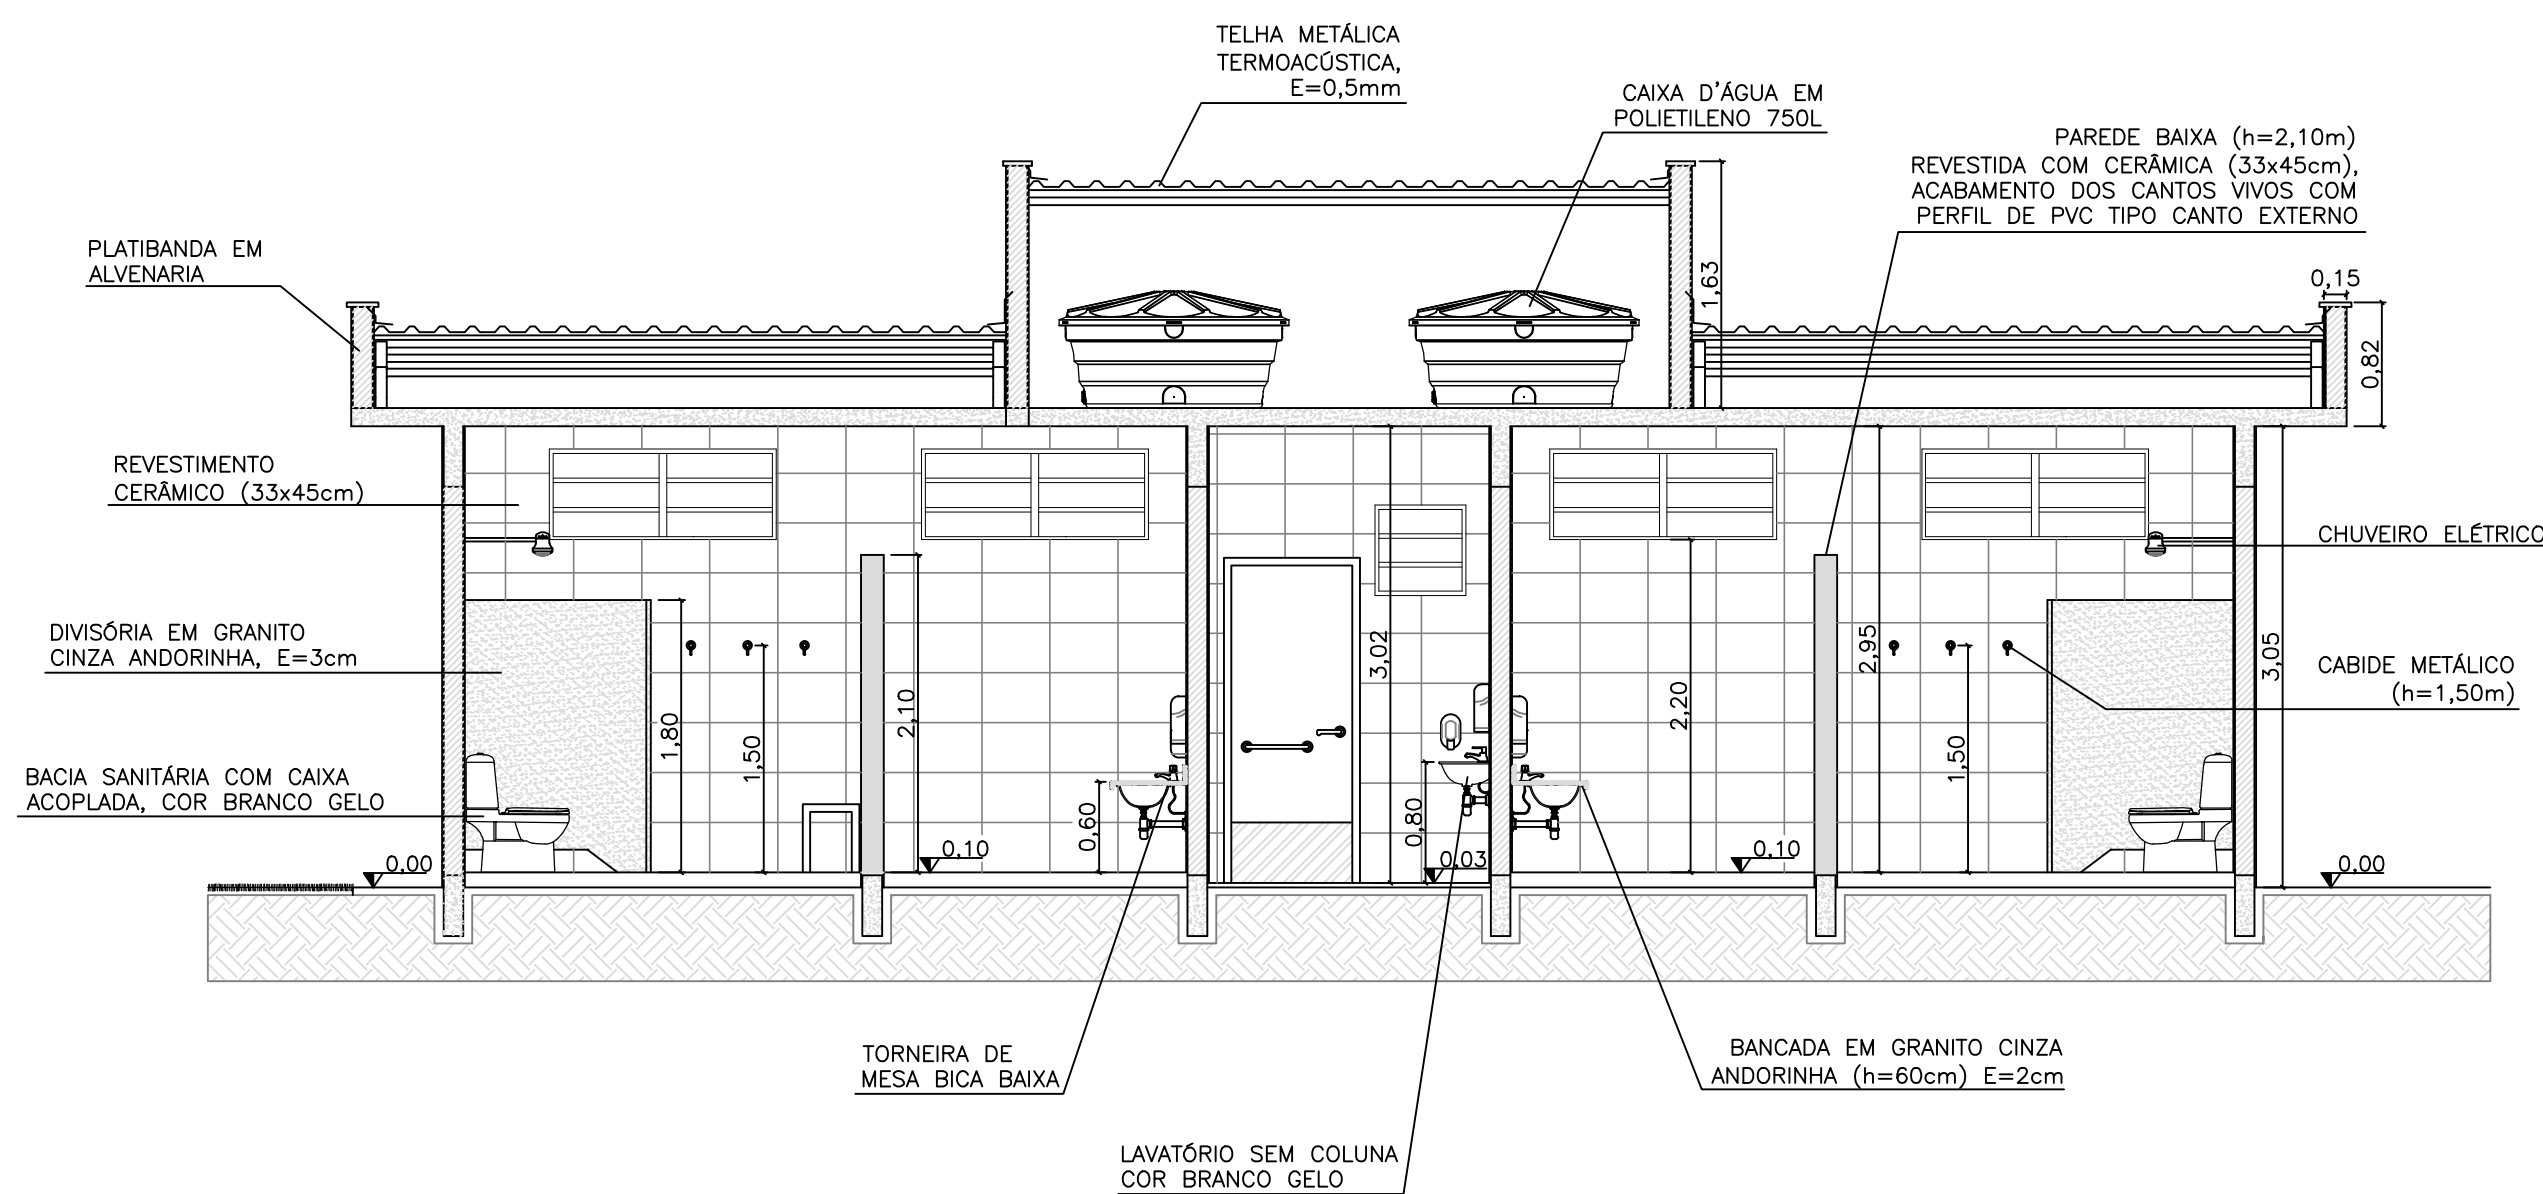 TELHA METÁLICA
TERMOACÚSTICA,
E=0,5mm
CAIXA D'ÁGUA EM
POLIETILENO 750L
PAREDE BAIXA (h=2,10m)
REVESTIDA COM CERÂMICA (33x45cm),
ACABAMENTO DOS CANTOS VIVOS COM
PERFIL DE PVC TIPO CANTO EXTERNO
PLATIBANDA EM
ALVENARIA
1,63
0,15
0,82
REVESTIMENTO
CERÂMICO (33x45cm)
CHUVEIRO ELÉTRICO
DIVISÓRIA EM GRANITO
CINZA ANDORINHA, E=3cm
CABIDE METÁLICO
(h=1,50m)
BACIA SANITÁRIA COM CAIXA
ACOPLADA, COR BRANCO GELO
1,80
1,50
2,10
0,60
3,02
0,80
2,20
2,95
1,50
3,05
0,00
0,10
0,03
0,10
0,00
TORNEIRA DE
MESA BICA BAIXA
BANCADA EM GRANITO CINZA
ANDORINHA (h=60cm) E=2cm
LAVATÓRIO SEM COLUNA
COR BRANCO GELO